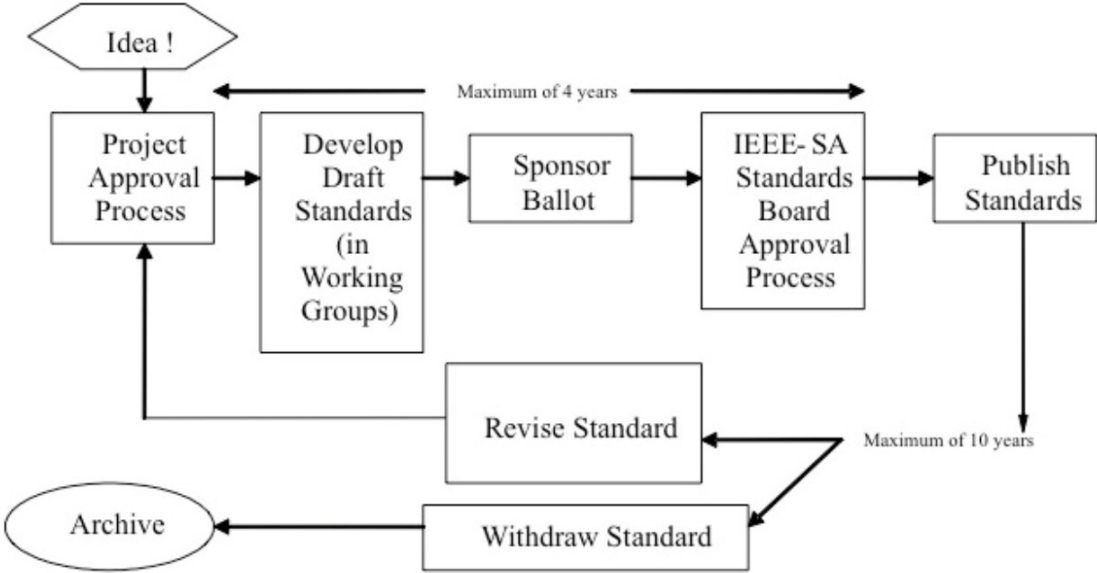 Idea !
Maximum of 4 years
Project
Approval
Process
Develop
Draft
Standards
(in
Working
Groups)
Sponsor
Ballot
IEEE- SA
Standards
Board
Approval
Process
Publish
Standards
Revise Standard
Maximum of 10 years
Archive
Withdraw Standard